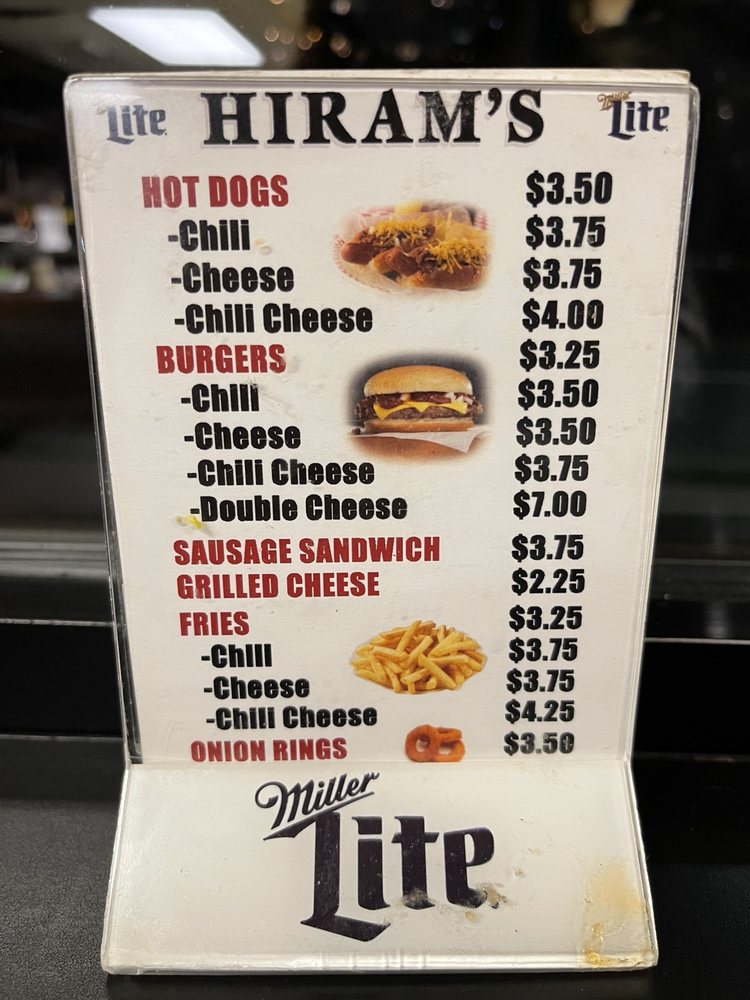 Lite HIRAM'S Miller Lite
HOT DOGS $3.50
-Chili $3.75
-Cheese $3.75
-Chili Cheese $4.00
BURGERS $3.25
-Chili $3.50
-Cheese $3.50
-Chili Cheese $3.75
-Double Cheese $7.00
SAUSAGE SANDWICH $3.75
GRILLED CHEESE $2.25
FRIES $3.25
-Chili $3.75
-Cheese $3.75
-Chili Cheese $4.25
ONION RINGS $3.50
Miller
Lite